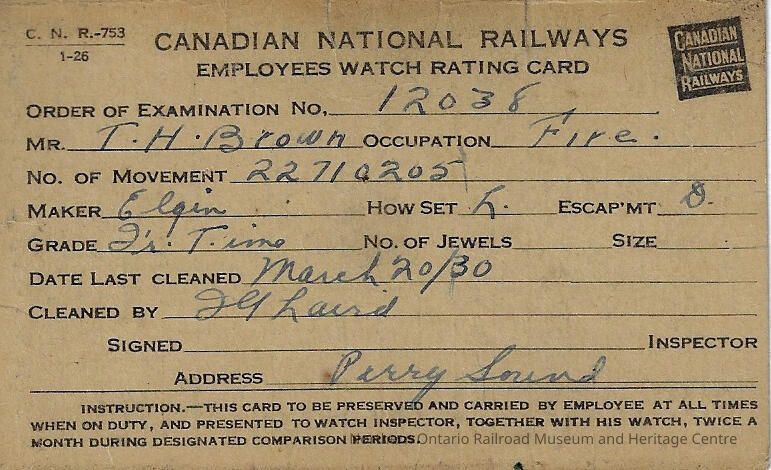 C. N. R.-753
1-26
CANADIAN NATIONAL RAILWAYS
EMPLOYEES WATCH RATING CARD
CANADIAN
NATIONAL
RAILWAYS
ORDER OF EXAMINATION NO. 12038
MR. T. H. Brown OCCUPATION Fire.
NO. OF MOVEMENT 22710205
MAKER Elgin HOW SET L. ESCAP'MT D.
GRADE Fr. Time NO. OF JEWELS SIZE
DATE LAST CLEANED March 20/30
CLEANED BY Laird
SIGNED INSPECTOR
ADDRESS Parry Sound
INSTRUCTION.—THIS CARD TO BE PRESERVED AND CARRIED BY EMPLOYEE AT ALL TIMES
WHEN ON DUTY, AND PRESENTED TO WATCH INSPECTOR, TOGETHER WITH HIS WATCH, TWICE A
MONTH DURING DESIGNATED COMPARISON PERIODS.
Ontario Railroad Museum and Heritage Centre